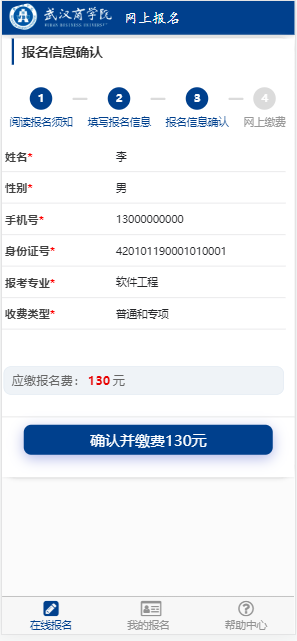 武汉商学院 网上报名
WUHAN BUSINESS UNIVERSITY
报名信息确认
1 2 3 4
阅读报名须知 填写报名信息 报名信息确认 网上缴费
姓名* 李
性别* 男
手机号* 13000000000
身份证号* 420101190001010001
报考专业* 软件工程
收费类型* 普通和专项
应缴报名费： 130 元
确认并缴费130元
在线报名 我的报名 帮助中心